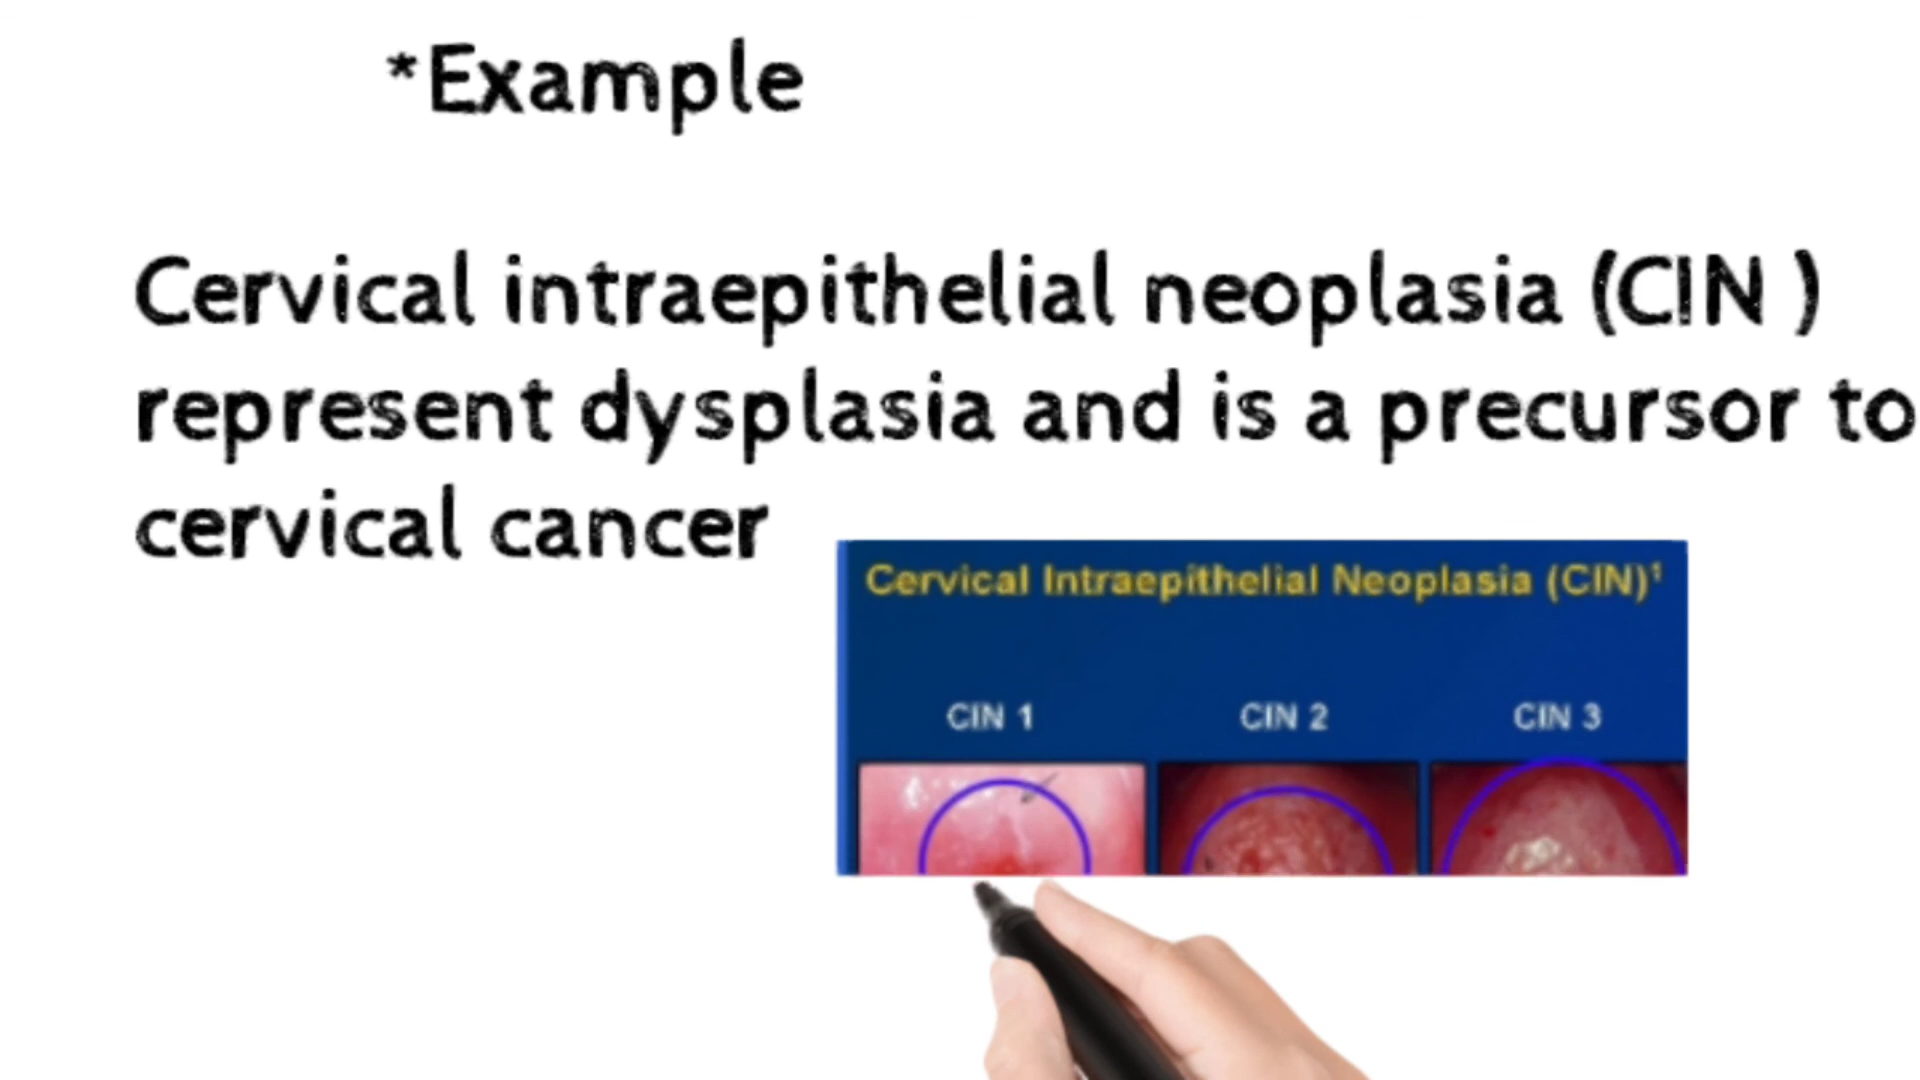 *Example
Cervical intraepithelial neoplasia (CIN )
represent dysplasia and is a precursor to
cervical cancer
Cervical Intraepithelial Neoplasia (CIN)¹
CIN 1 CIN 2 CIN 3